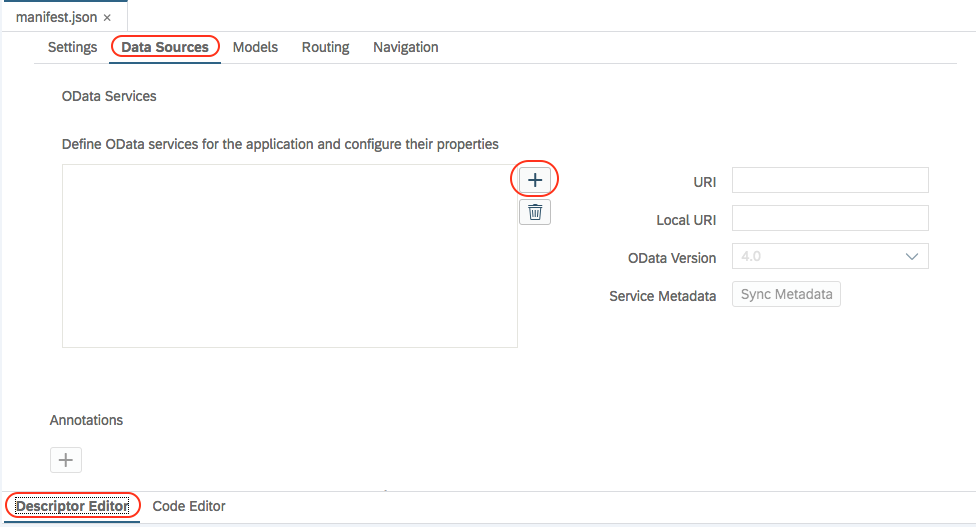 manifest.json ×
Settings Data Sources Models Routing Navigation
OData Services
Define OData services for the application and configure their properties
URI
Local URI
OData Version 4.0
Service Metadata Sync Metadata
Annotations
Descriptor Editor Code Editor